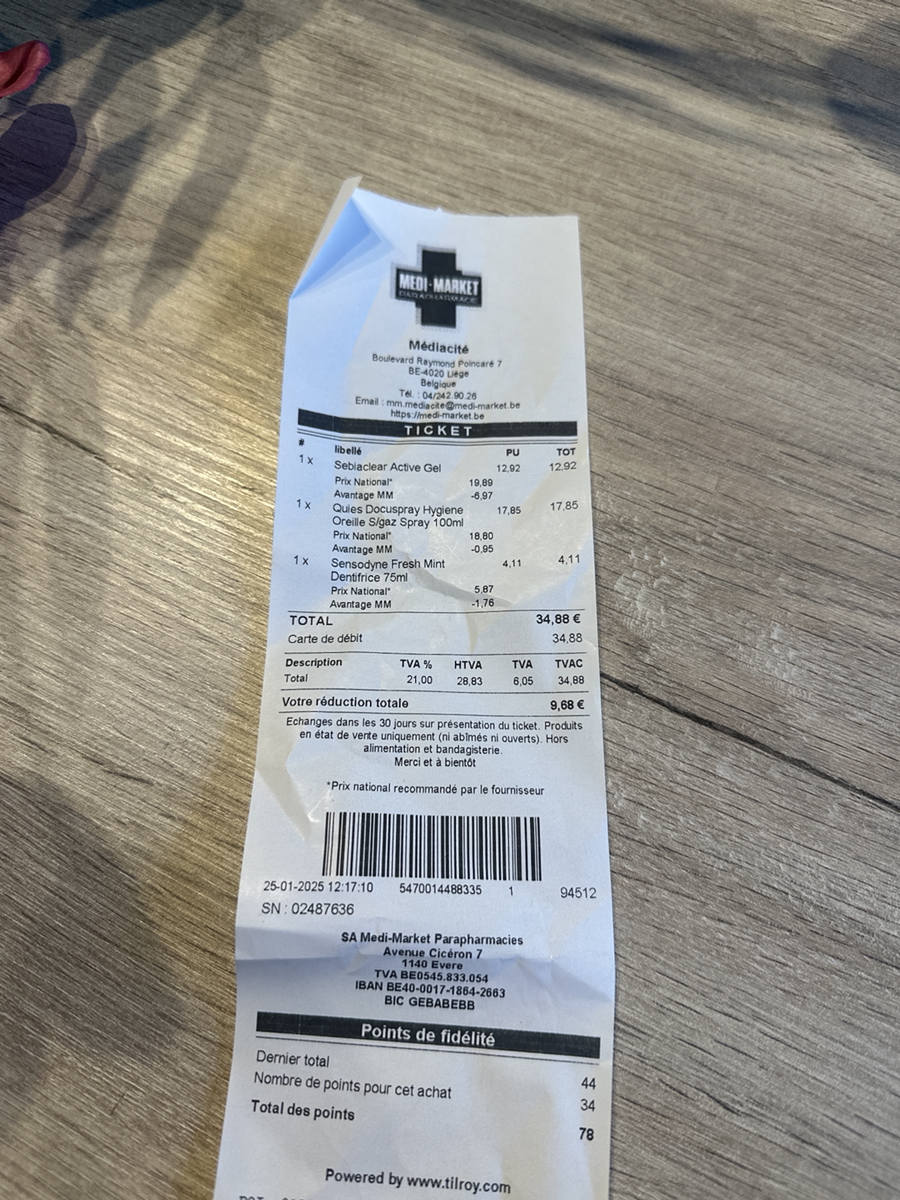 MEDI-MARKET
PARAPHARMACIE
Médiacité
Boulevard Raymond Poincaré 7
BE-4020 Liège
Belgique
Tél. : 04/242.90.26
Email : mm.mediacite@medi-market.be
https://medi-market.be
TICKET
# libellé PU TOT
1 x Sebiaclear Active Gel 12,92 12,92
Prix National* 19,89
Avantage MM -6,97
1 x Quies Docuspray Hygiene 17,85 17,85
Oreille S/gaz Spray 100ml
Prix National* 18,80
Avantage MM -0,95
1 x Sensodyne Fresh Mint 4,11 4,11
Dentifrice 75ml
Prix National* 5,87
Avantage MM -1,76
TOTAL 34,88 €
Carte de débit 34,88
Description TVA % HTVA TVA TVAC
Total 21,00 28,83 6,05 34,88
Votre réduction totale 9,68 €
Echanges dans les 30 jours sur présentation du ticket. Produits
en état de vente uniquement (ni abîmés ni ouverts). Hors
alimentation et bandagisterie.
Merci et à bientôt
*Prix national recommandé par le fournisseur
25-01-2025 12:17:10 5470014488335 1 94512
SN : 02487636
SA Medi-Market Parapharmacies
Avenue Cicéron 7
1140 Evere
TVA BE0545.833.054
IBAN BE40-0017-1864-2663
BIC GEBABEBB
Points de fidélité
Dernier total 44
Nombre de points pour cet achat 34
Total des points 78
Powered by www.tilroy.com